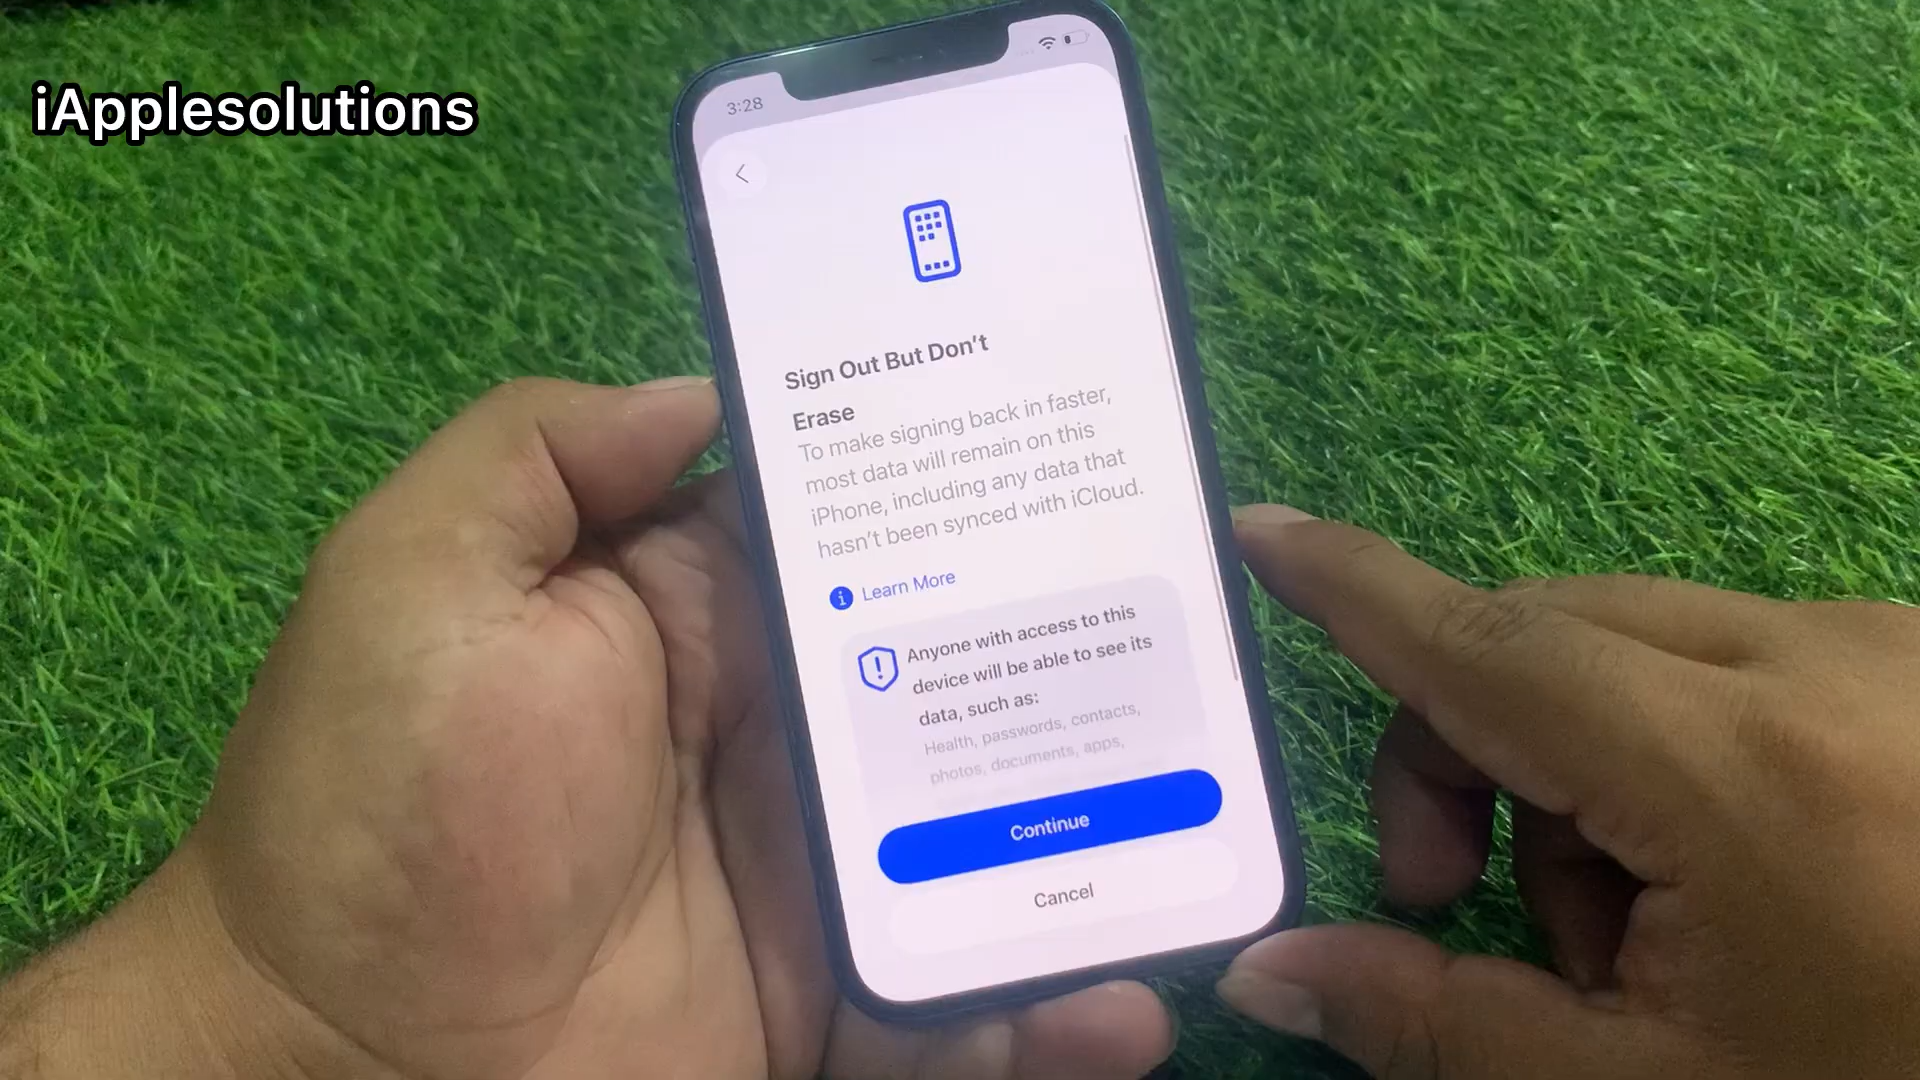 iApplesolutions
3:28
Sign Out But Don't
Erase
To make signing back in faster,
most data will remain on this
iPhone, including any data that
hasn't been synced with iCloud.
Learn More
Anyone with access to this
device will be able to see its
data, such as:
Health, passwords, contacts,
photos, documents, apps,
Continue
Cancel